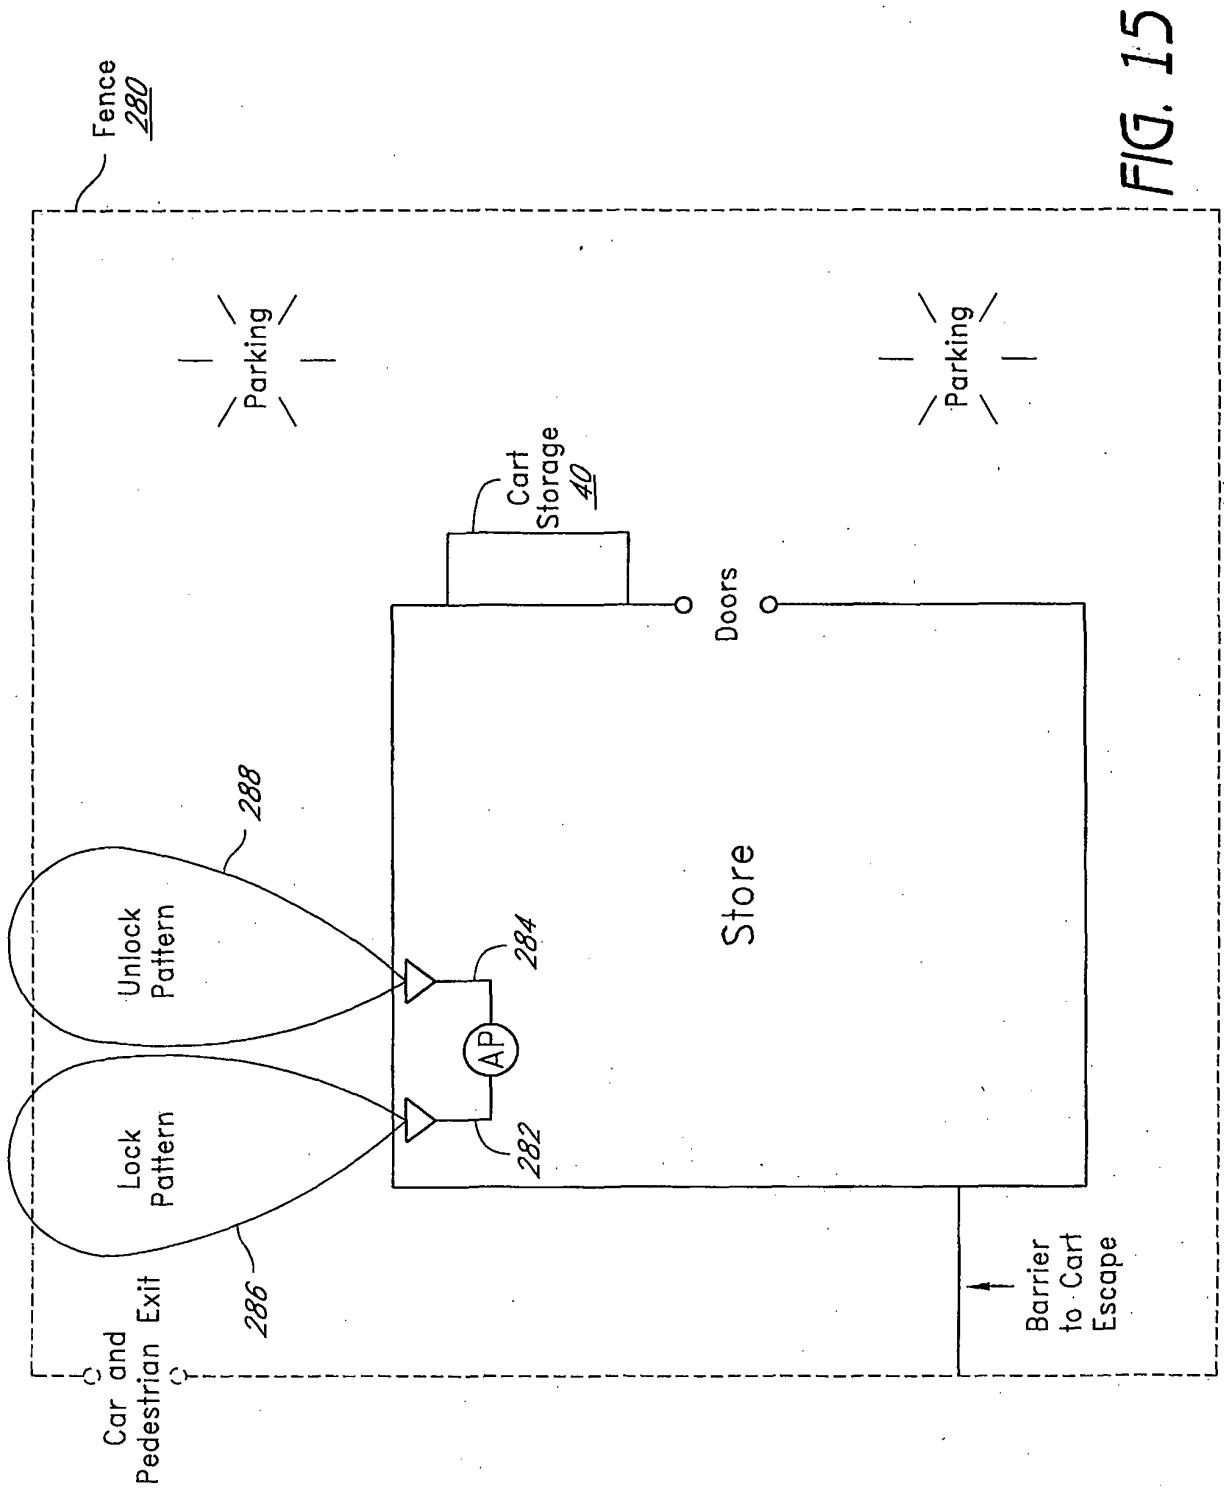 Fence
280
Parking
Parking
Cart
Storage
40
Doors
288
Unlock
Pattern
284
AP
Store
Lock
Pattern
282
286
Car and
Pedestrian Exit
Barrier
to Cart
Escape
FIG. 15